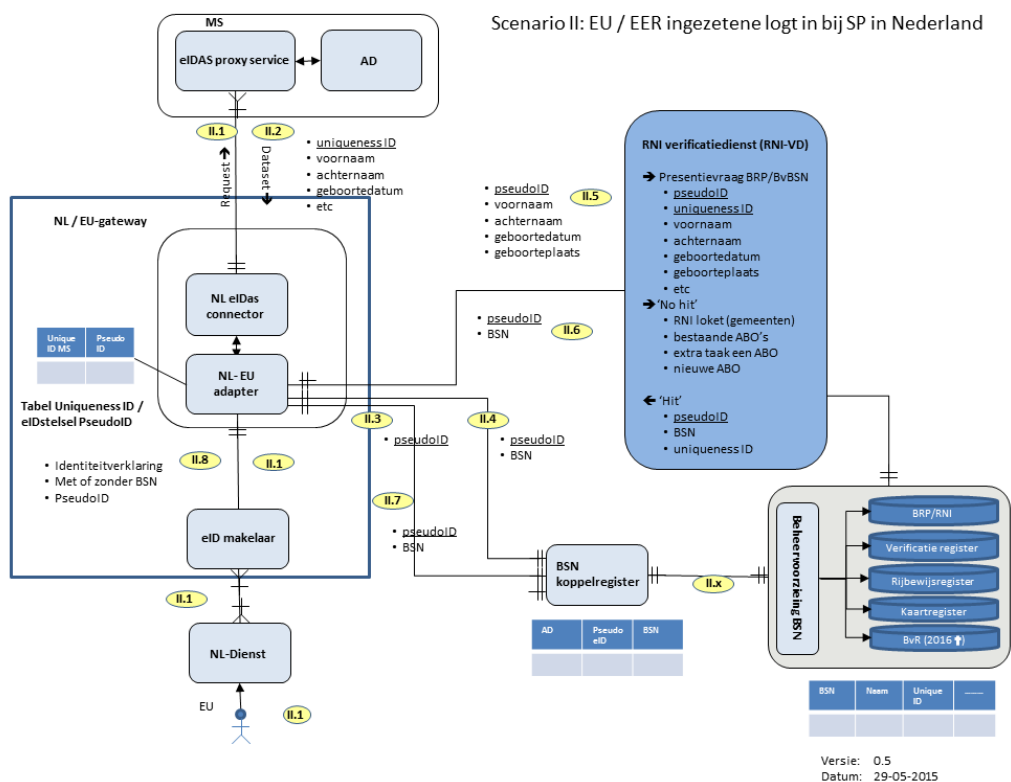 Scenario II: EU / EER ingezetene logt in bij SP in Nederland
MS
eIDAS proxy service
AD
II.1
II.2
Request
Dataset
• uniquenessID
• voornaam
• achternaam
• geboortedatum
• etc
NL / EU-gateway
NL eIDas
connector
NL- EU
adapter
Unique
ID MS
Pseudo
ID
Tabel Uniqueness ID /
eIDstelsel PseudoID
II.8
II.1
• Identiteitverklaring
• Met of zonder BSN
• PseudoID
eID makelaar
II.1
NL-Dienst
EU
II.1
• pseudoID
• voornaam
• achternaam
• geboortedatum
• geboorteplaats
II.5
• pseudoID
• BSN
II.6
II.3
• pseudoID
II.4
• pseudoID
• BSN
II.7
• pseudoID
• BSN
RNI verificatiedienst (RNI-VD)
➔ Presentievraag BRP/BvBSN
• pseudoID
• uniquenessID
• voornaam
• achternaam
• geboortedatum
• geboorteplaats
• etc
➔ 'No hit'
• RNI loket (gemeenten)
• bestaande ABO's
• extra taak een ABO
• nieuwe ABO
🡸 'Hit'
• pseudoID
• BSN
• uniquenessID
BSN
koppelregister
II.x
AD
Pseudo
eID
BSN
Beheervoorziening BSN
BRP/RNI
Verificatie register
Rijbewijsregister
Kaartregister
BvR (2016 ⬆)
BSN
Naam
Unique
ID
Versie: 0.5
Datum: 29-05-2015